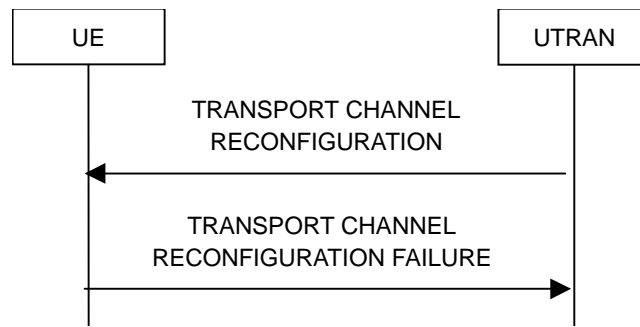 UE
UTRAN
TRANSPORT CHANNEL
RECONFIGURATION
TRANSPORT CHANNEL
RECONFIGURATION FAILURE